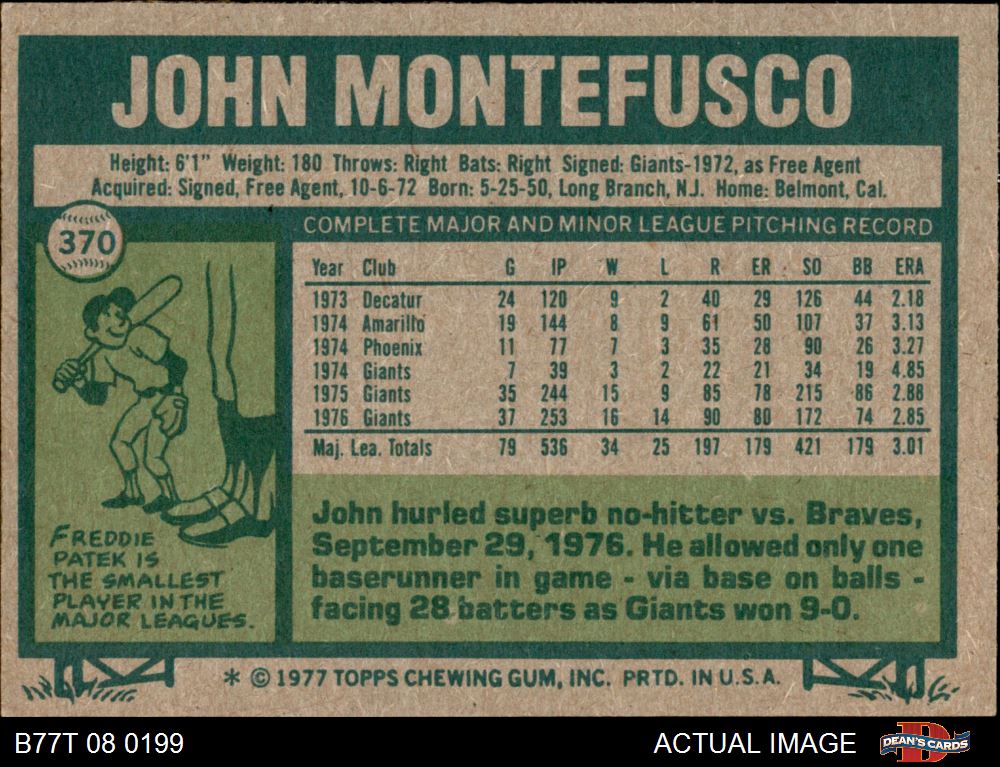 JOHN MONTEFUSCO
Height: 6'1" Weight: 180 Throws: Right Bats: Right Signed: Giants-1972, as Free Agent
Acquired: Signed, Free Agent, 10-6-72 Born: 5-25-50, Long Branch, N.J. Home: Belmont, Cal.
370
COMPLETE MAJOR AND MINOR LEAGUE PITCHING RECORD
Year Club G IP W L R ER SO BB ERA
1973 Decatur 24 120 9 2 40 29 126 44 2.18
1974 Amarillo 19 144 8 9 61 50 107 37 3.13
1974 Phoenix 11 77 7 3 35 28 90 26 3.27
1974 Giants 7 39 3 2 22 21 34 19 4.85
1975 Giants 35 244 15 9 85 78 215 86 2.88
1976 Giants 37 253 16 14 90 80 172 74 2.85
Maj. Lea. Totals 79 536 34 25 197 179 421 179 3.01
FREDDIE
PATEK IS
THE SMALLEST
PLAYER IN THE
MAJOR LEAGUES.
John hurled superb no-hitter vs. Braves,
September 29, 1976. He allowed only one
baserunner in game - via base on balls -
facing 28 batters as Giants won 9-0.
* © 1977 TOPPS CHEWING GUM, INC. PRTD. IN U.S.A.
B77T 08 0199
ACTUAL IMAGE
D
DEAN'S CARDS